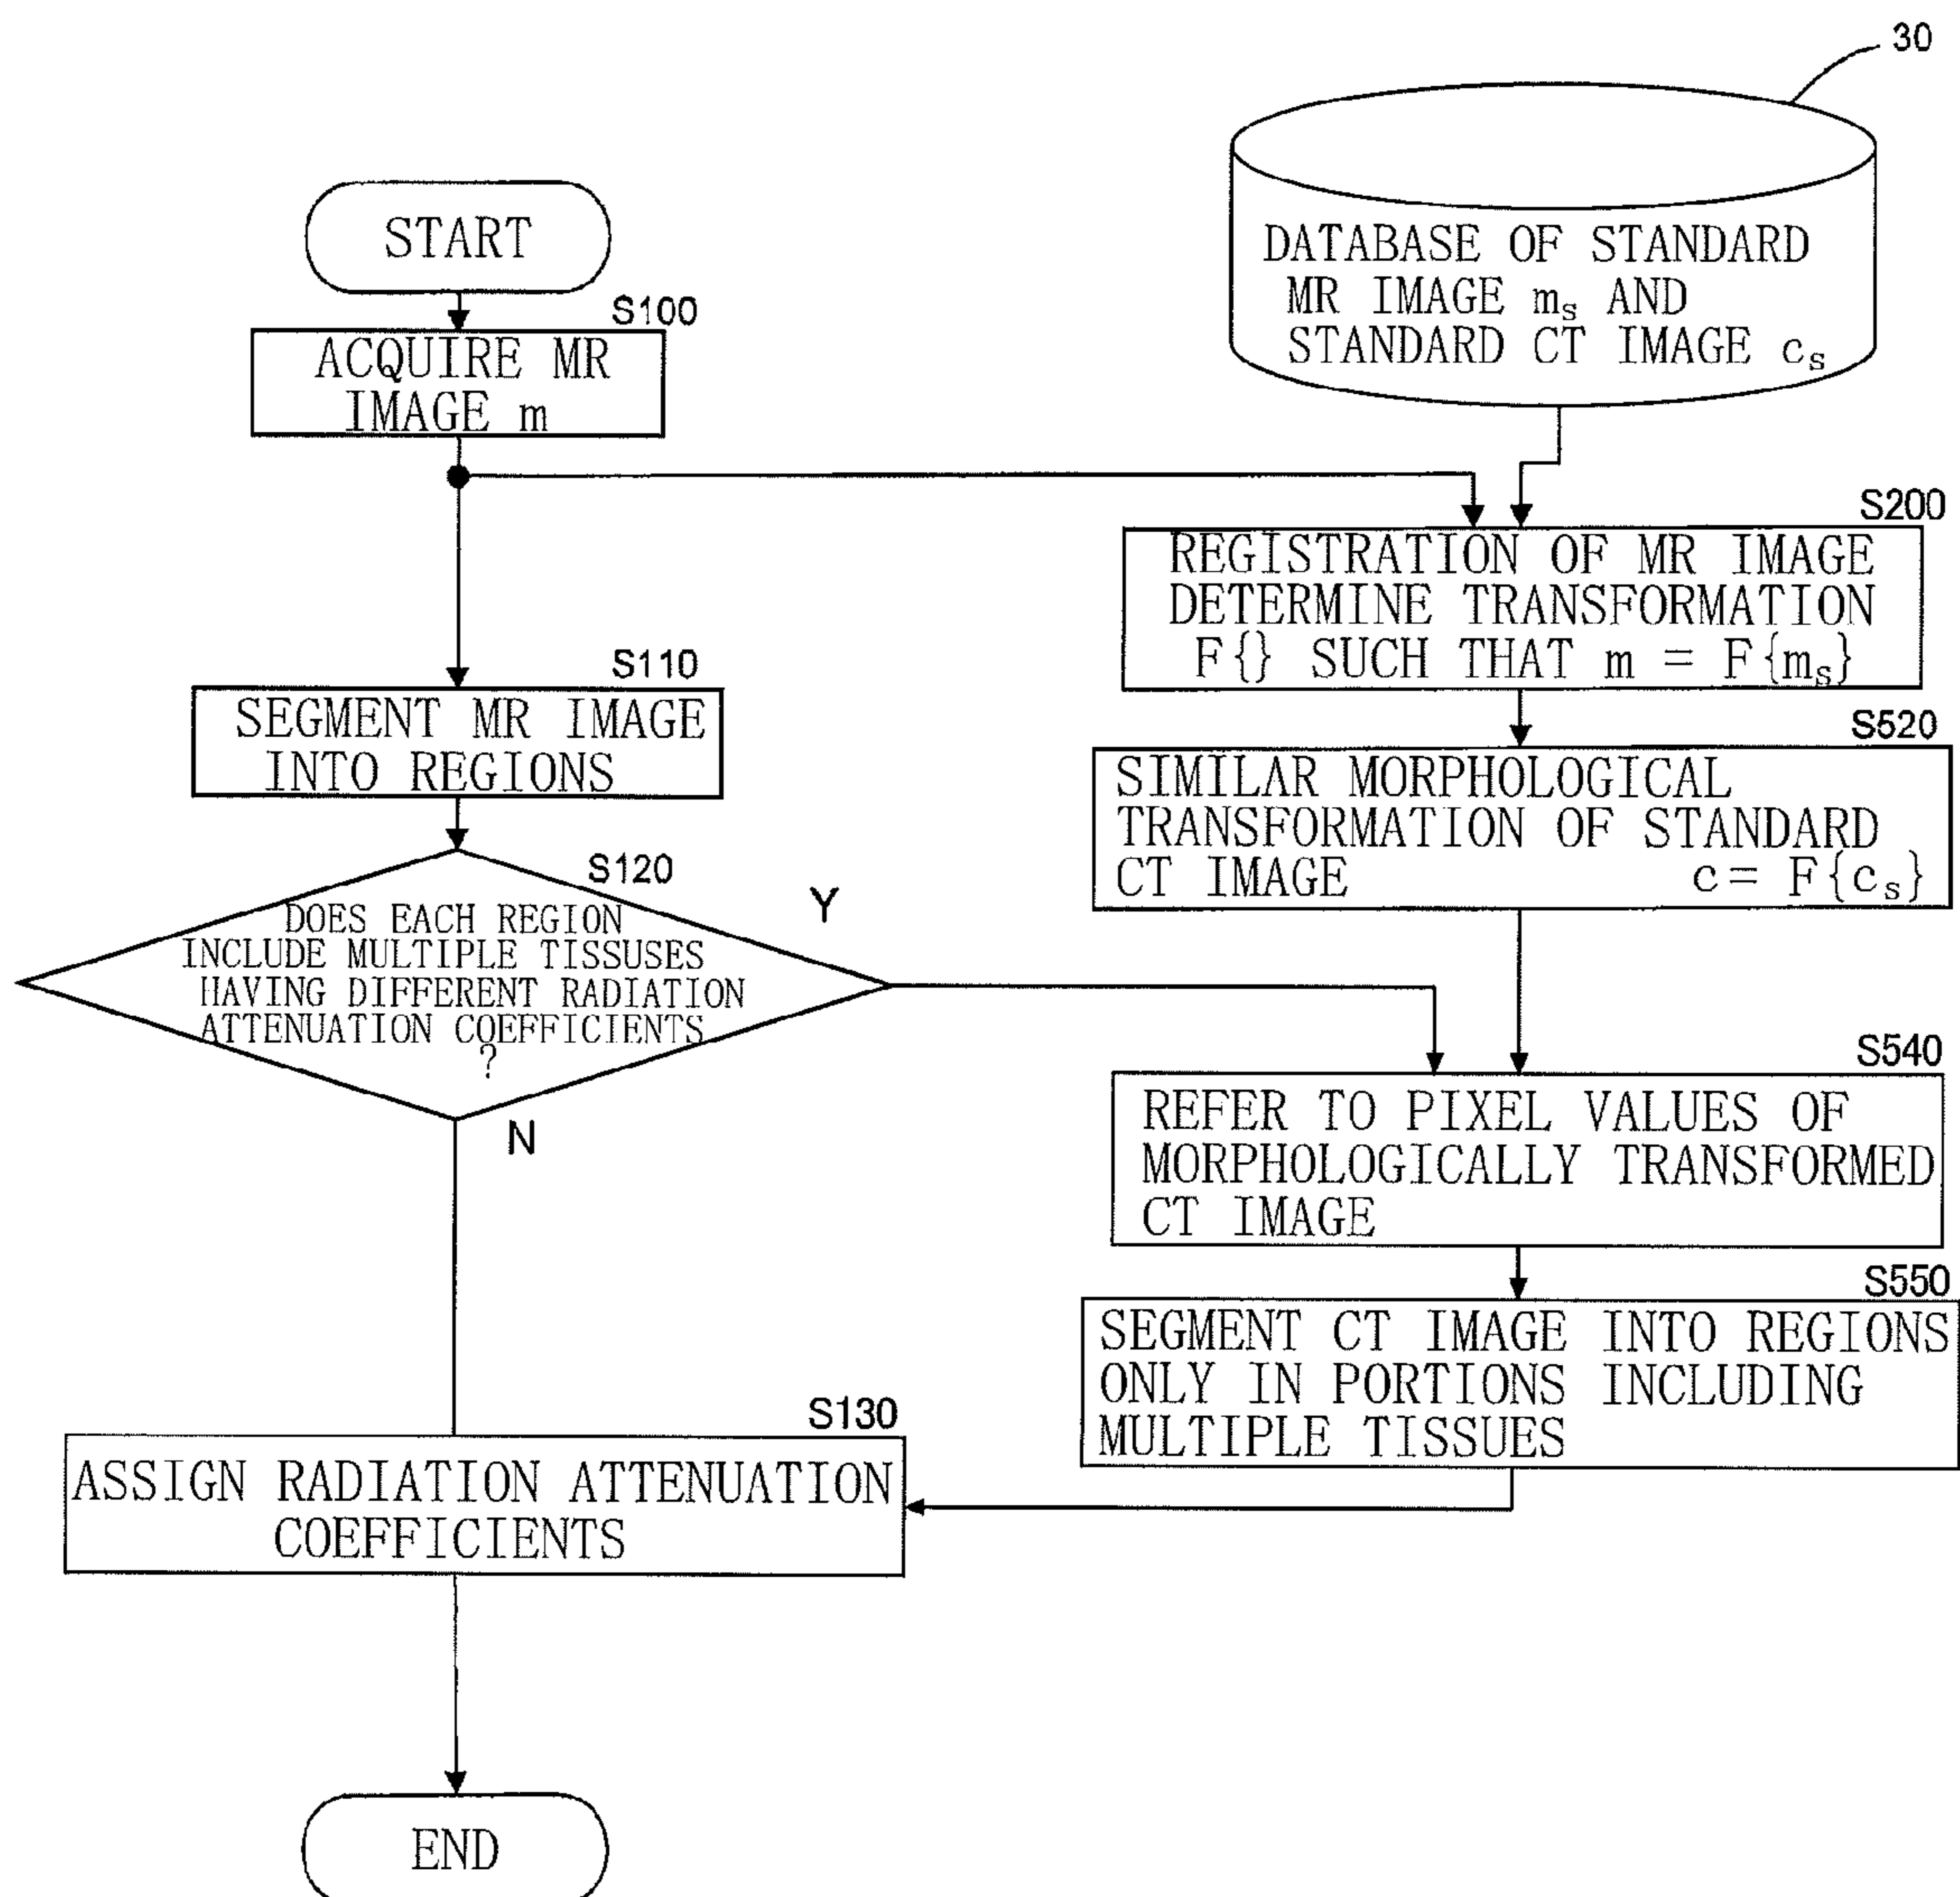 30
START
DATABASE OF STANDARD
MR IMAGE mₛ AND
STANDARD CT IMAGE cₛ
S100
ACQUIRE MR
IMAGE m
S200
REGISTRATION OF MR IMAGE
DETERMINE TRANSFORMATION
F{} SUCH THAT m = F{mₛ}
S110
SEGMENT MR IMAGE
INTO REGIONS
S520
SIMILAR MORPHOLOGICAL
TRANSFORMATION OF STANDARD
CT IMAGE c = F{cₛ}
S120
DOES EACH REGION
INCLUDE MULTIPLE TISSUSES
HAVING DIFFERENT RADIATION
ATTENUATION COEFFICIENTS
?
Y
N
S540
REFER TO PIXEL VALUES OF
MORPHOLOGICALLY TRANSFORMED
CT IMAGE
S550
SEGMENT CT IMAGE INTO REGIONS
ONLY IN PORTIONS INCLUDING
MULTIPLE TISSUES
S130
ASSIGN RADIATION ATTENUATION
COEFFICIENTS
END